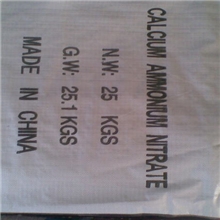 CALCIUM AMMONIUM NITRATE
N.W: 25 KGS
G.W: 25.1 KGS
MADE IN CHINA